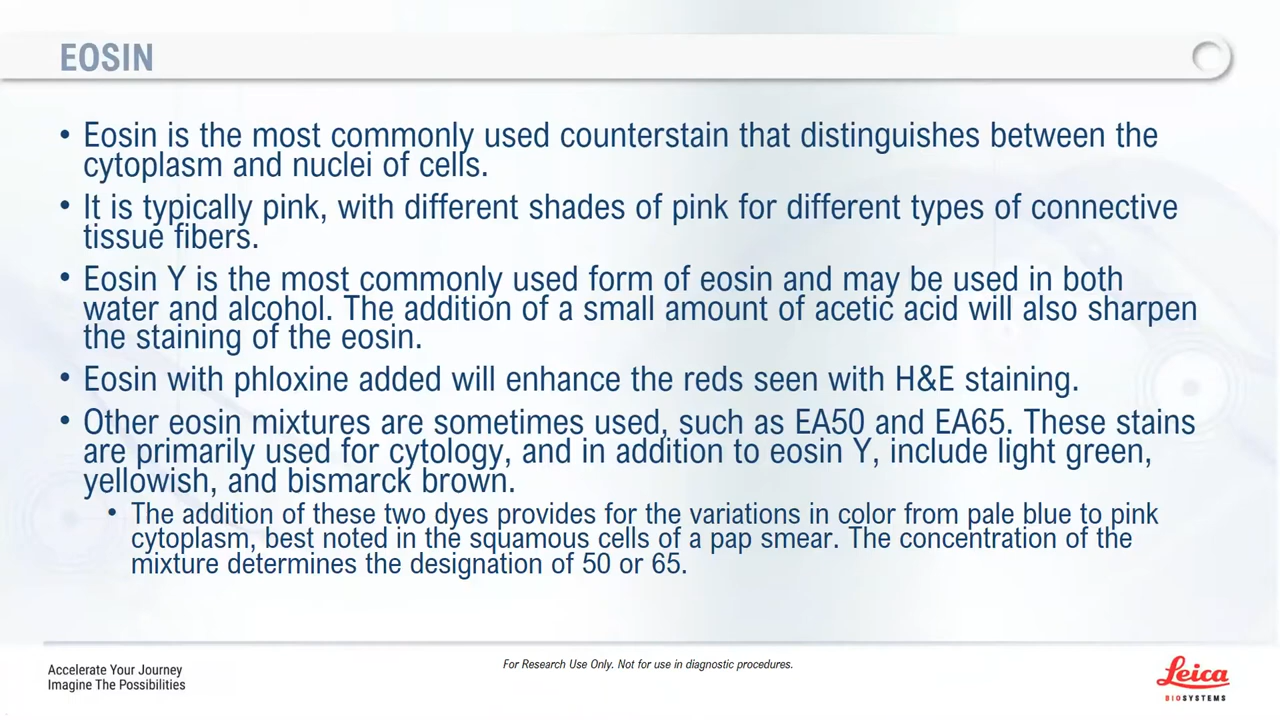 EOSIN
• Eosin is the most commonly used counterstain that distinguishes between the
cytoplasm and nuclei of cells.
• It is typically pink, with different shades of pink for different types of connective
tissue fibers.
• Eosin Y is the most commonly used form of eosin and may be used in both
water and alcohol. The addition of a small amount of acetic acid will also sharpen
the staining of the eosin.
• Eosin with phloxine added will enhance the reds seen with H&E staining.
• Other eosin mixtures are sometimes used, such as EA50 and EA65. These stains
are primarily used for cytology, and in addition to eosin Y, include light green,
yellowish, and bismarck brown.
• The addition of these two dyes provides for the variations in color from pale blue to pink
cytoplasm, best noted in the squamous cells of a pap smear. The concentration of the
mixture determines the designation of 50 or 65.
Accelerate Your Journey
Imagine The Possibilities
For Research Use Only. Not for use in diagnostic procedures.
Leica
BIOSYSTEMS